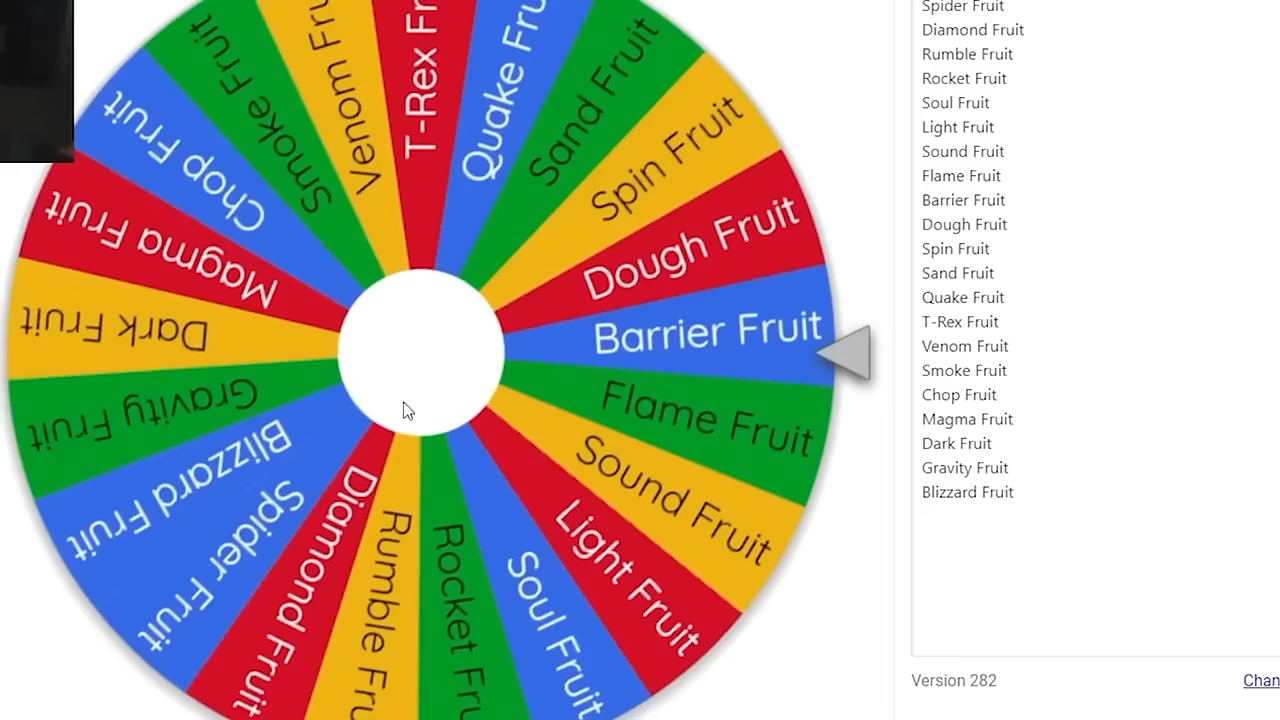 T-Rex Fr
Quake Fru
Sand Fruit
Spin Fruit
Dough Fruit
Barrier Fruit
Flame Fruit
Sound Fruit
Light Fruit
Soul Fruit
Rocket Fr
Rumble Fru
Diamond Fruit
Spider Fruit
Blizzard Fruit
Gravity Fruit
Dark Fruit
Magma Fruit
Chop Fruit
Smoke Fruit
Venom Fru
Spider Fruit
Diamond Fruit
Rumble Fruit
Rocket Fruit
Soul Fruit
Light Fruit
Sound Fruit
Flame Fruit
Barrier Fruit
Dough Fruit
Spin Fruit
Sand Fruit
Quake Fruit
T-Rex Fruit
Venom Fruit
Smoke Fruit
Chop Fruit
Magma Fruit
Dark Fruit
Gravity Fruit
Blizzard Fruit
Version 282
Chan